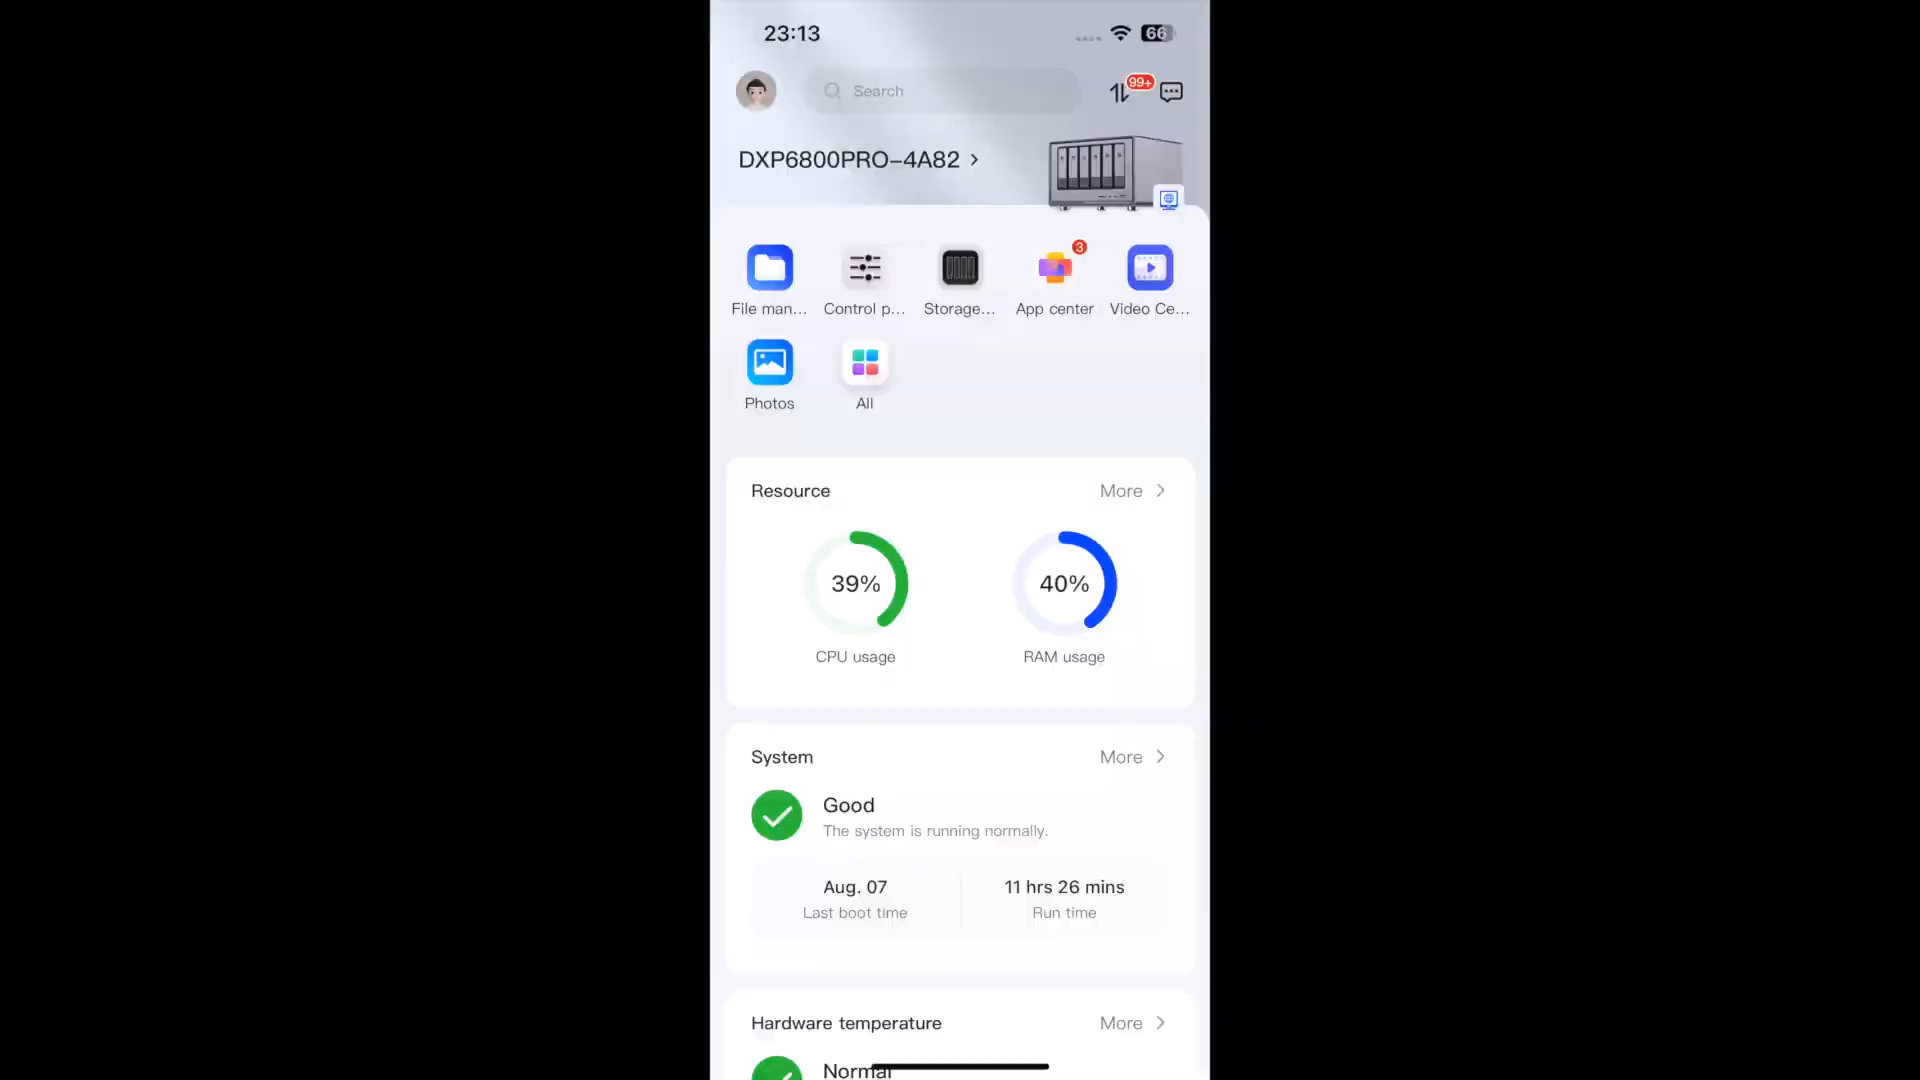 23:13
66
Search
99+
DXP6800PRO-4A82
3
File man...
Control p...
Storage...
App center
Video Ce...
Photos
All
Resource
More
39%
40%
CPU usage
RAM usage
System
More
Good
The system is running normally.
Aug. 07
11 hrs 26 mins
Last boot time
Run time
Hardware temperature
More
Normal